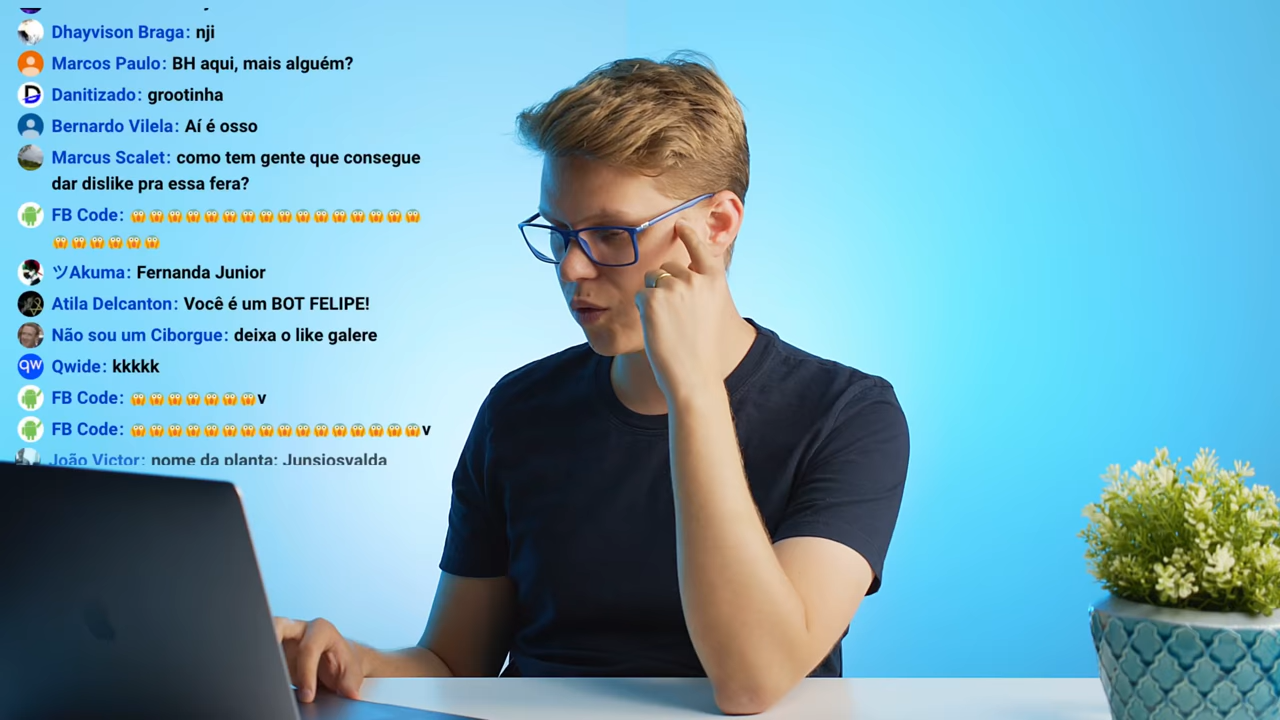 Dhayvison Braga: nji
Marcos Paulo: BH aqui, mais alguém?
Danitizado: grootinha
Bernardo Vilela: Aí é osso
Marcus Scalet: como tem gente que consegue
dar dislike pra essa fera?
FB Code: 😱😱😱😱😱😱😱😱😱😱😱😱😱😱😱😱
😱😱😱😱😱😱
ツAkuma: Fernanda Junior
Atila Delcanton: Você é um BOT FELIPE!
Não sou um Ciborgue: deixa o like galere
qw Qwide: kkkkk
FB Code: 😱😱😱😱😱😱😱v
FB Code: 😱😱😱😱😱😱😱😱😱😱😱😱😱😱😱😱v
João Victor: nome da planta: Junsiosvalda